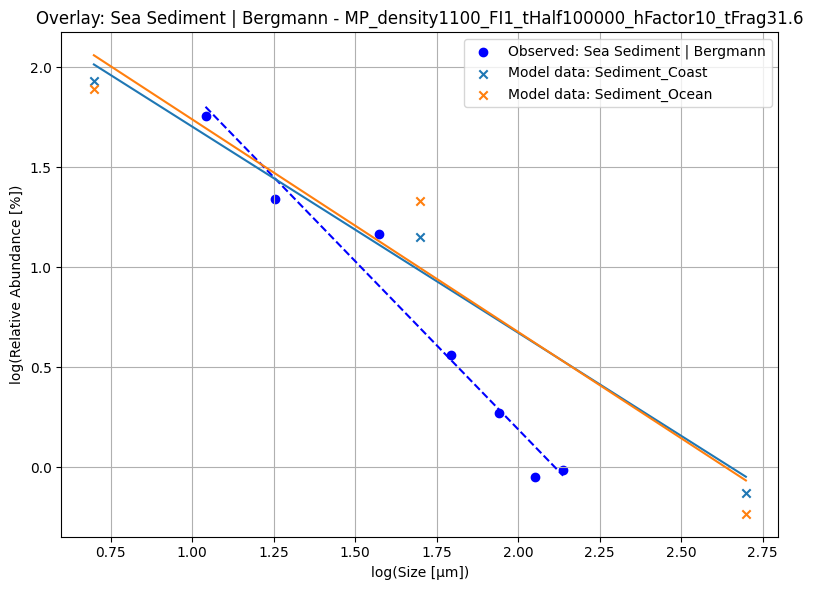 Overlay: Sea Sediment | Bergmann - MP_density1100_FI1_tHalf100000_hFactor10_tFrag31.6
Observed: Sea Sediment | Bergmann
Model data: Sediment_Coast
Model data: Sediment_Ocean
log(Relative Abundance [%])
2.0
1.5
1.0
0.5
0.0
0.75
1.00
1.25
1.50
1.75
2.00
2.25
2.50
2.75
log(Size [μm])